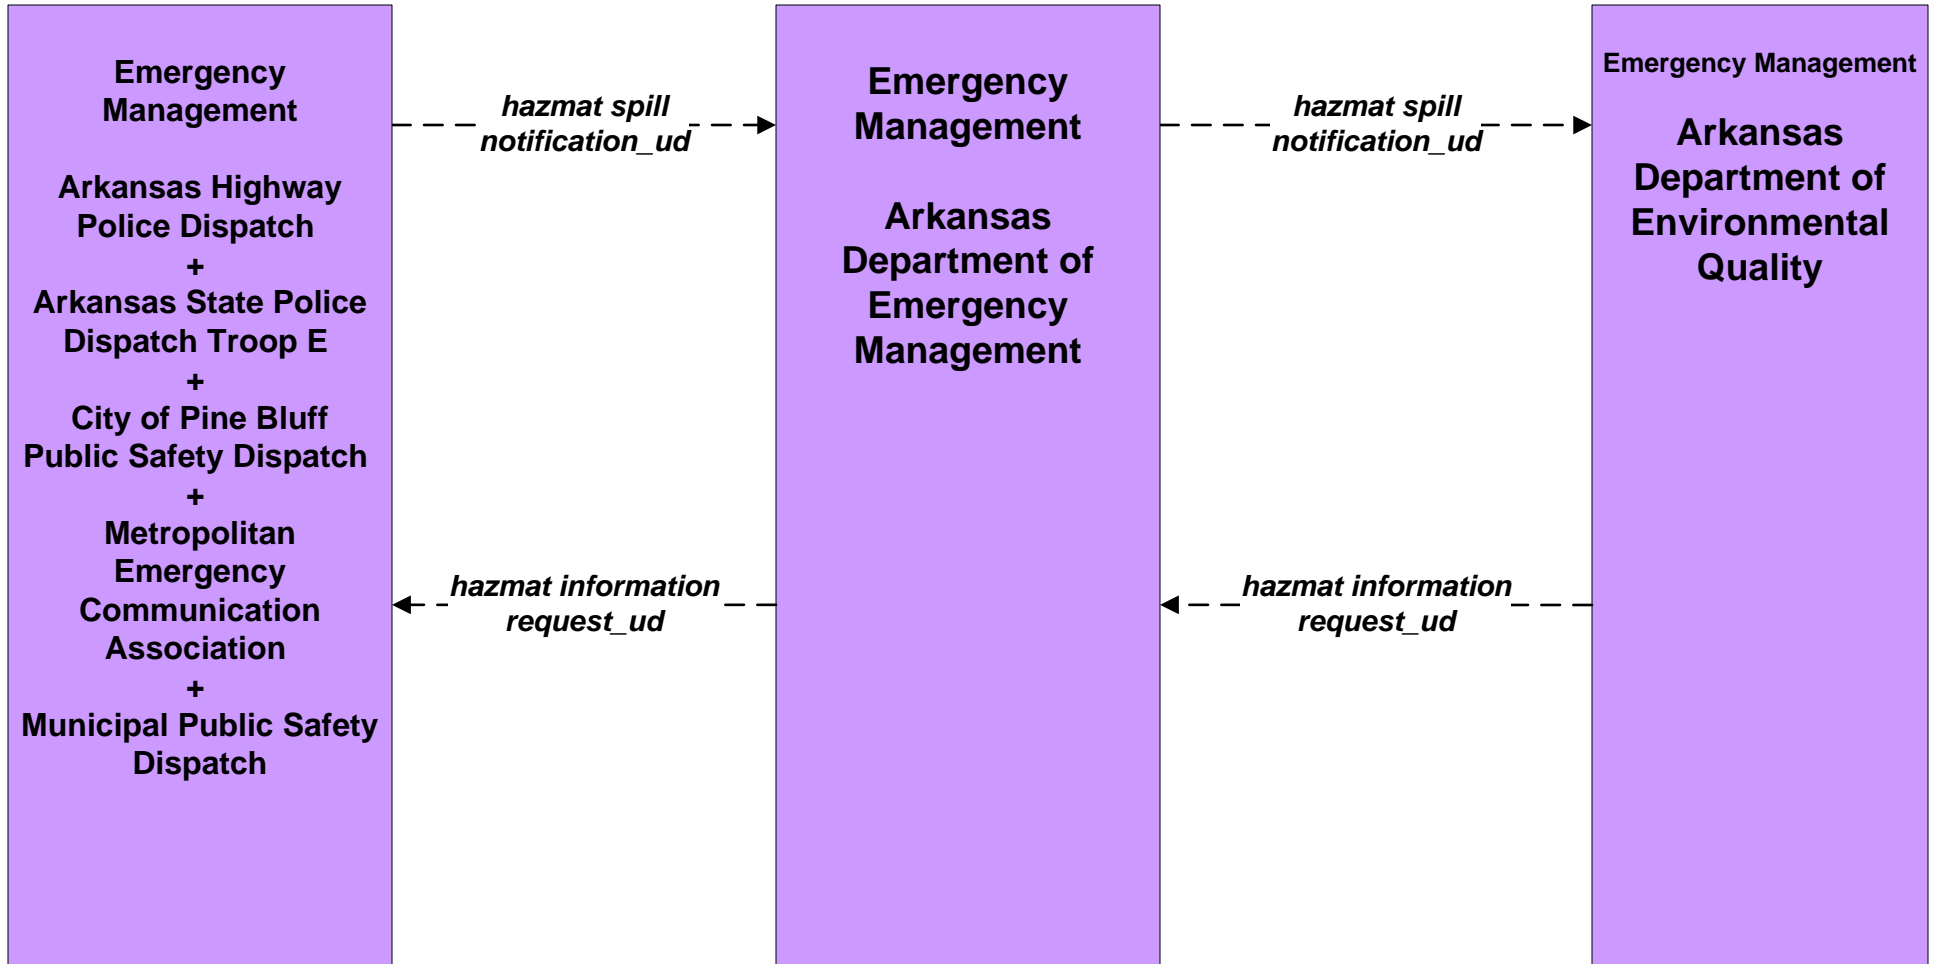 Emergency
Management
Arkansas Highway
Police Dispatch
+
Arkansas State Police
Dispatch Troop E
+
City of Pine Bluff
Public Safety Dispatch
+
Metropolitan
Emergency
Communication
Association
+
Municipal Public Safety
Dispatch
hazmat spill
notification_ud
hazmat information
request_ud
Emergency
Management
Arkansas
Department of
Emergency
Management
hazmat spill
notification_ud
hazmat information
request_ud
Emergency Management
Arkansas
Department of
Environmental
Quality